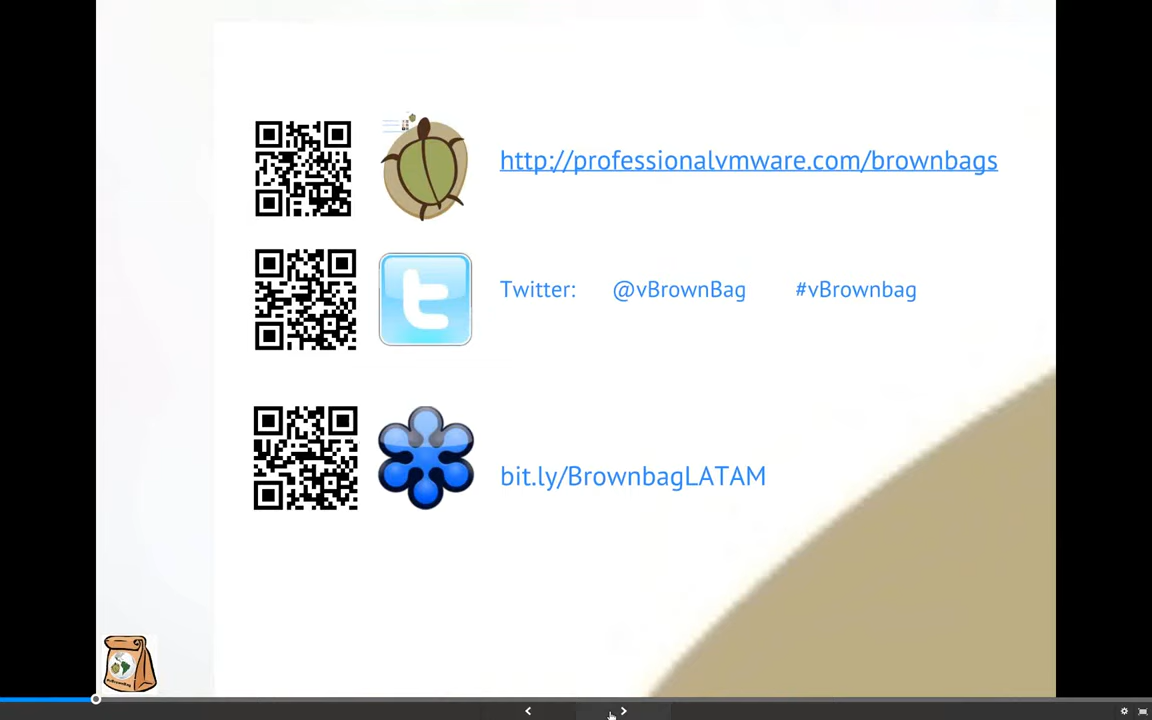 http://professionalvmware.com/brownbags
Twitter: @vBrownBag #vBrownbag
bit.ly/BrownbagLATAM